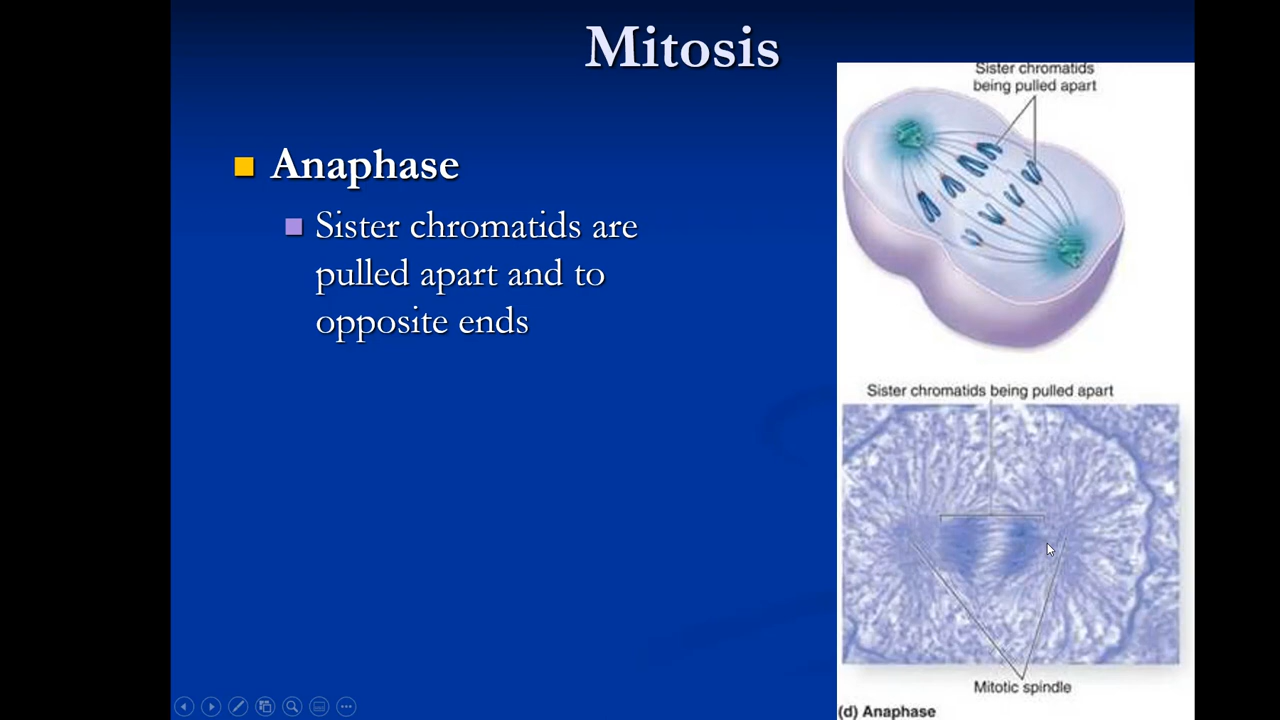 Mitosis
Anaphase
Sister chromatids are
pulled apart and to
opposite ends
Sister chromatids
being pulled apart
Sister chromatids being pulled apart
Mitotic spindle
(d) Anaphase